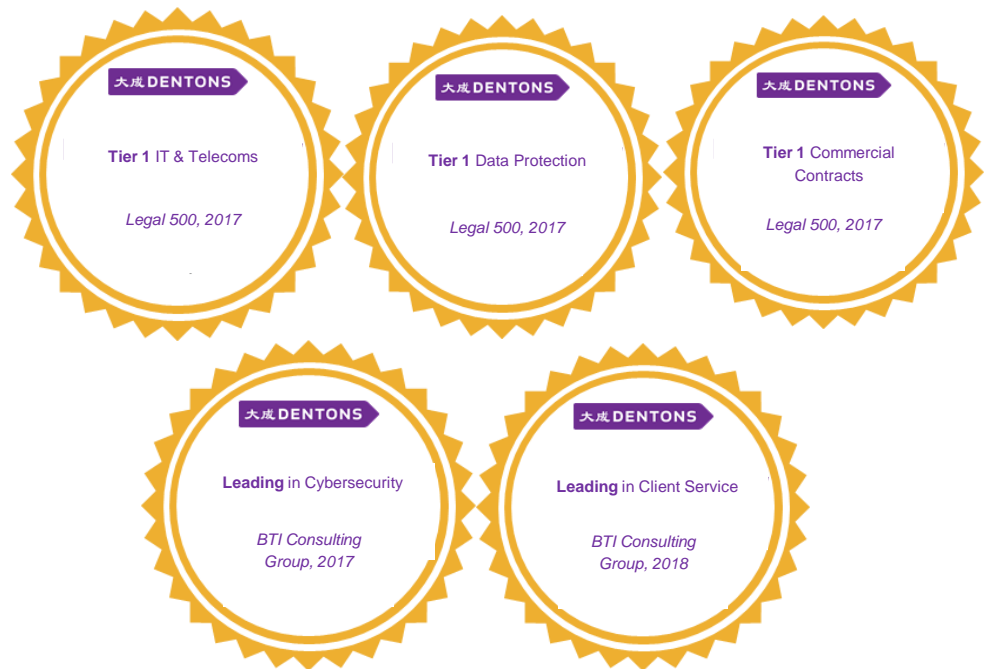 大成 DENTONS
Tier 1 IT & Telecoms
Legal 500, 2017
大成 DENTONS
Tier 1 Data Protection
Legal 500, 2017
大成 DENTONS
Tier 1 Commercial
Contracts
Legal 500, 2017
大成 DENTONS
Leading in Cybersecurity
BTI Consulting
Group, 2017
大成 DENTONS
Leading in Client Service
BTI Consulting
Group, 2018